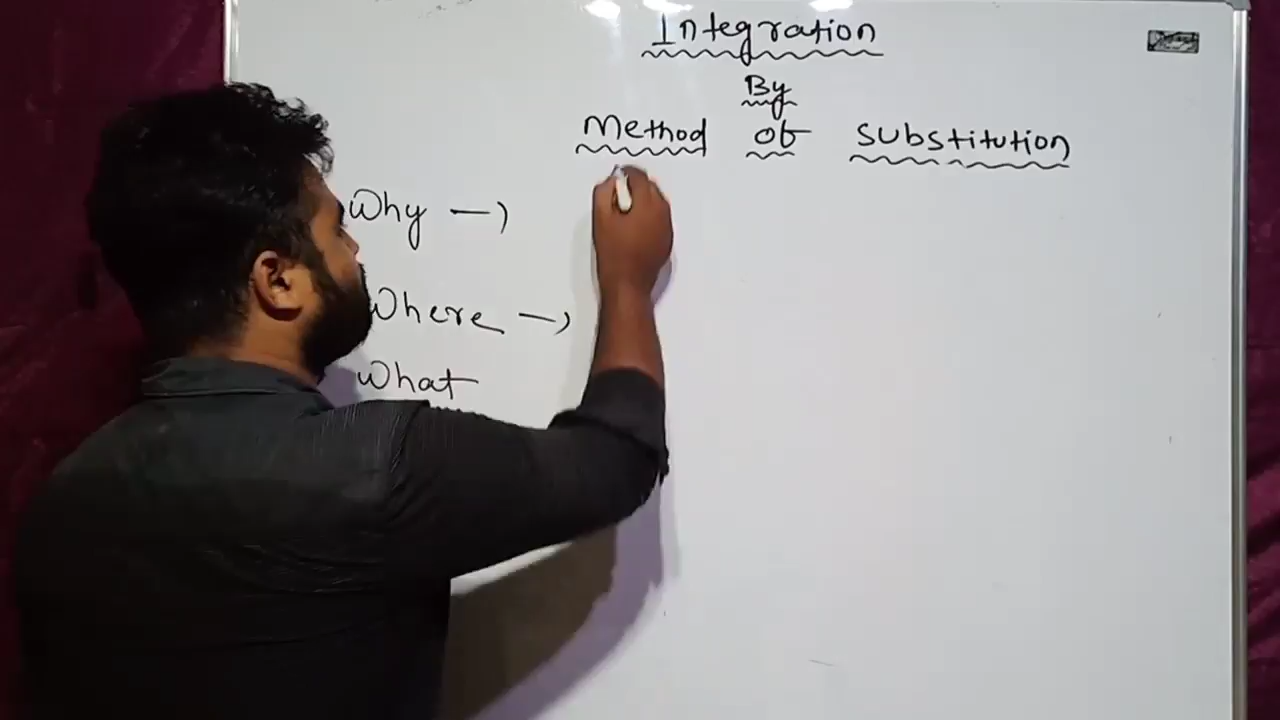 Integration
By
Method of Substitution
Why →
Where →
What